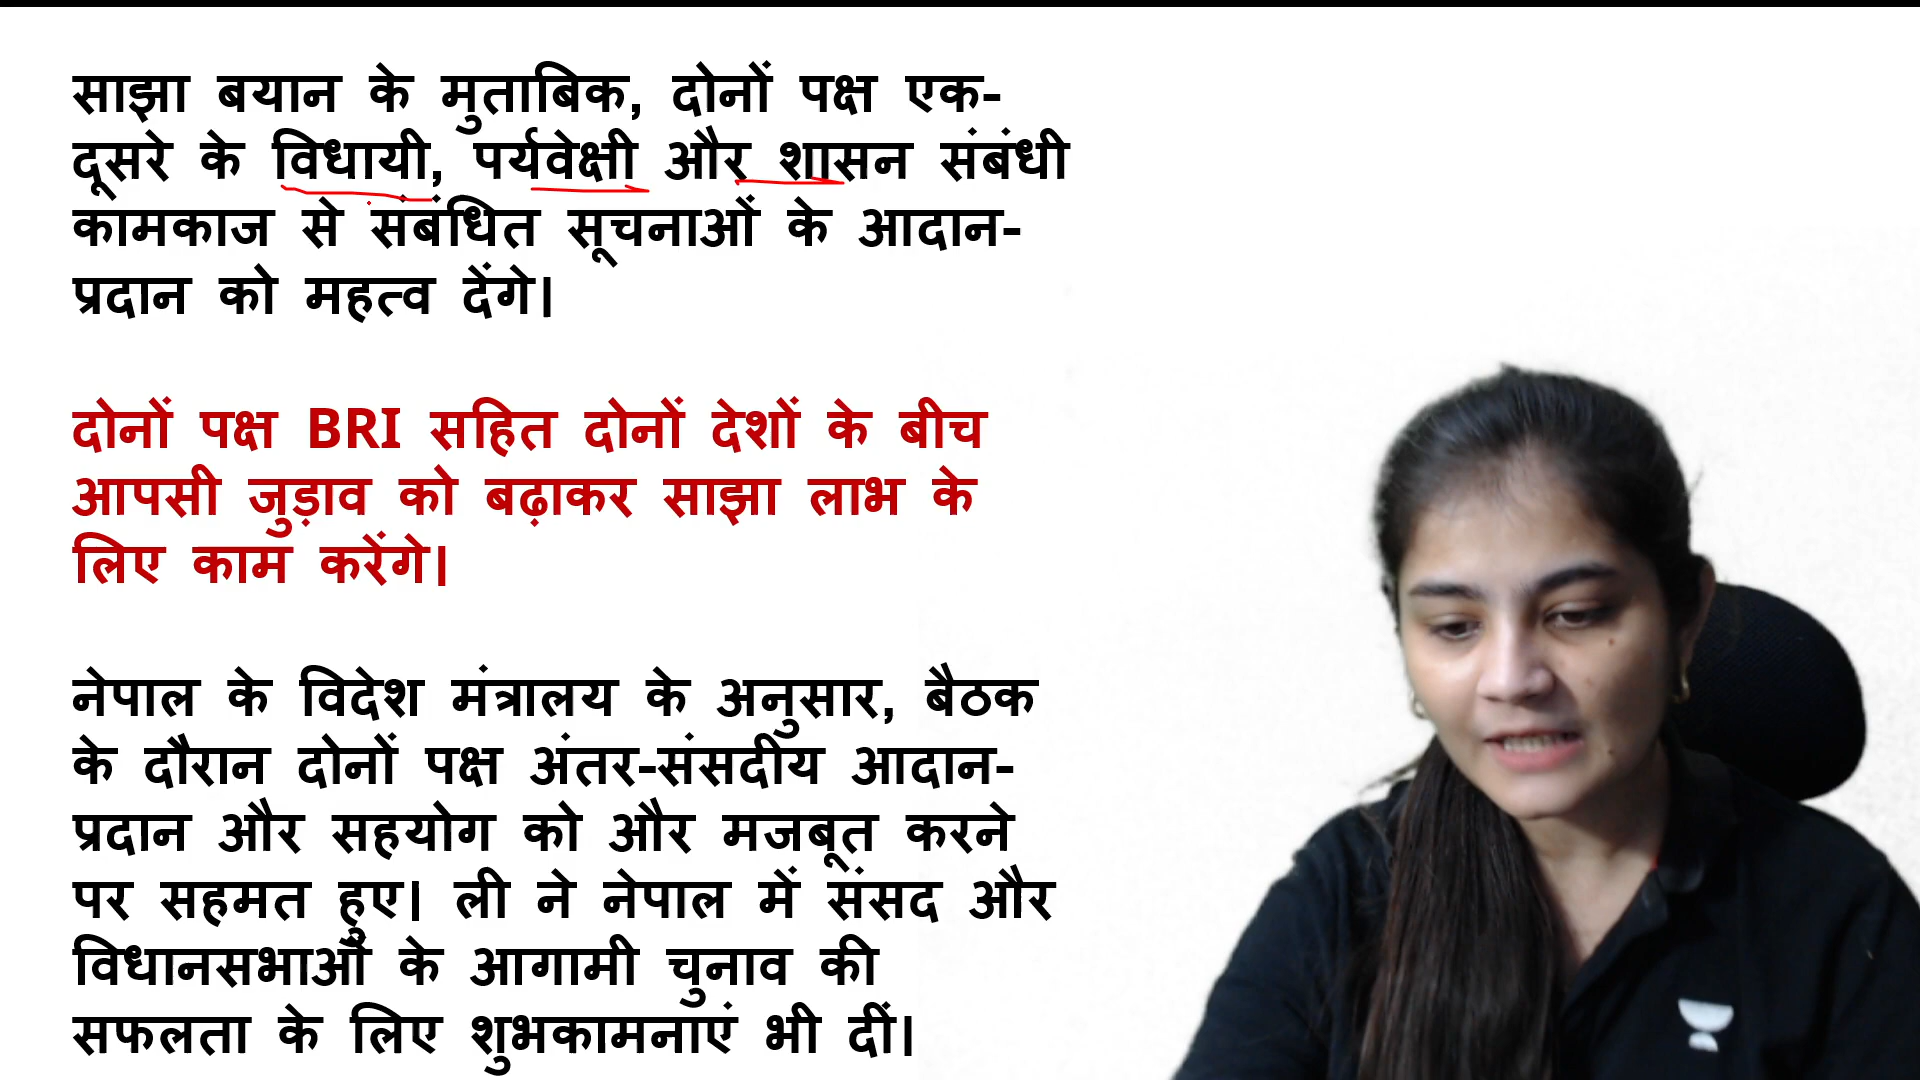 साझा बयान के मुताबिक, दोनों पक्ष एक-
दूसरे के विधायी, पर्यवेक्षी और शासन संबंधी
कामकाज से संबंधित सूचनाओं के आदान-
प्रदान को महत्व देंगे।
दोनों पक्ष BRI सहित दोनों देशों के बीच
आपसी जुड़ाव को बढ़ाकर साझा लाभ के
लिए काम करेंगे।
नेपाल के विदेश मंत्रालय के अनुसार, बैठक
के दौरान दोनों पक्ष अंतर-संसदीय आदान-
प्रदान और सहयोग को और मजबूत करने
पर सहमत हुए। ली ने नेपाल में संसद और
विधानसभाओं के आगामी चुनाव की
सफलता के लिए शुभकामनाएं भी दीं।